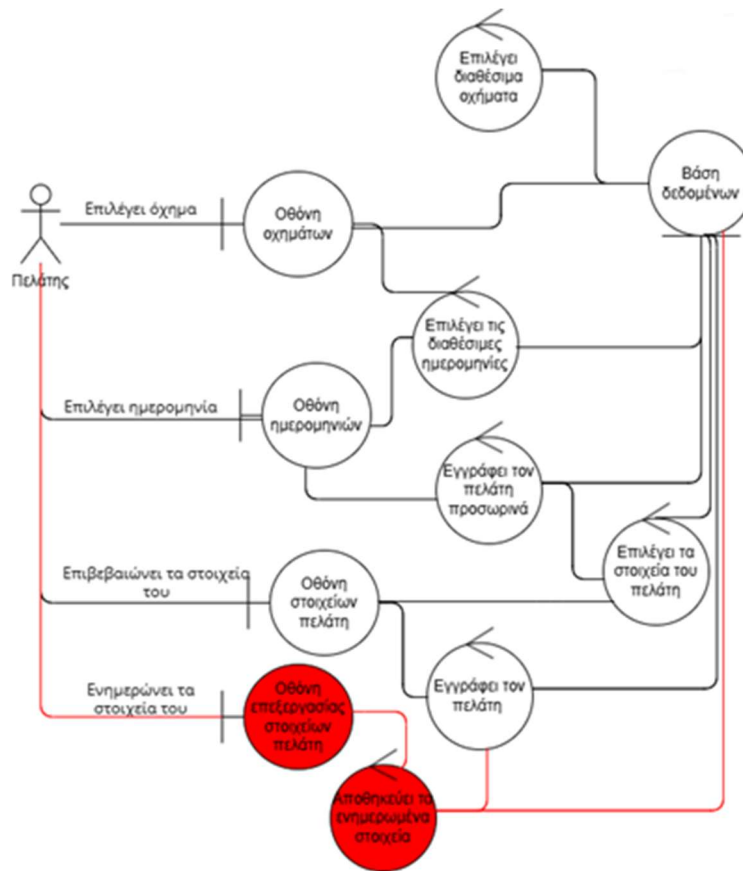 Επιλέγει
διαθέσιμα
οχήματα
Βάση
δεδομένων
Επιλέγει όχημα
Οθόνη
οχημάτων
Πελάτης
Επιλέγει τις
διαθέσιμες
ημερομηνίες
Επιλέγει ημερομηνία
Οθόνη
ημερομηνιών
Εγγράφει τον
πελάτη
προσωρινά
Επιλέγει τα
στοιχεία του
πελάτη
Επιβεβαιώνει τα στοιχεία
του
Οθόνη
στοιχείων
πελάτη
Εγγράφει τον
πελάτη
Ενημερώνει τα
στοιχεία του
Οθόνη
επεξεργασίας
στοιχείων
πελάτη
Αποθηκεύει τα
ενημερωμένα
στοιχεία